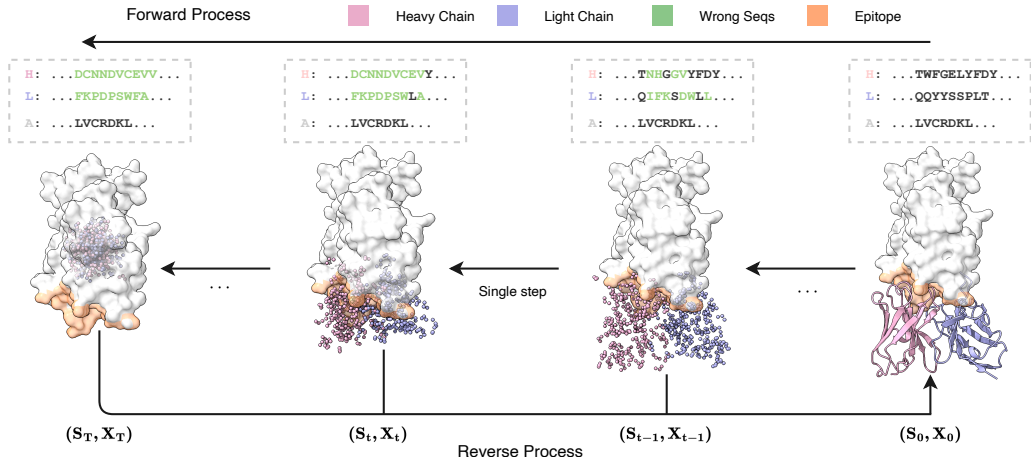 Forward Process
Heavy Chain
Light Chain
Wrong Seqs
Epitope
H: ...DCNNDVCEVV...
L: ...FKPDPSWFA...
A: ...LVCRDKL...
H: ...DCNNDVCEVY...
L: ...FKPDPSWLA...
A: ...LVCRDKL...
H: ...TNHGGVYFDY...
L: ...QIFKSDWLL...
A: ...LVCRDKL...
H: ...TWFGELYFDY...
L: ...QQYYSSPLT...
A: ...LVCRDKL...
...
Single step
...
(S_T, X_T)
(S_t, X_t)
(S_{t−1}, X_{t−1})
(S_0, X_0)
Reverse Process